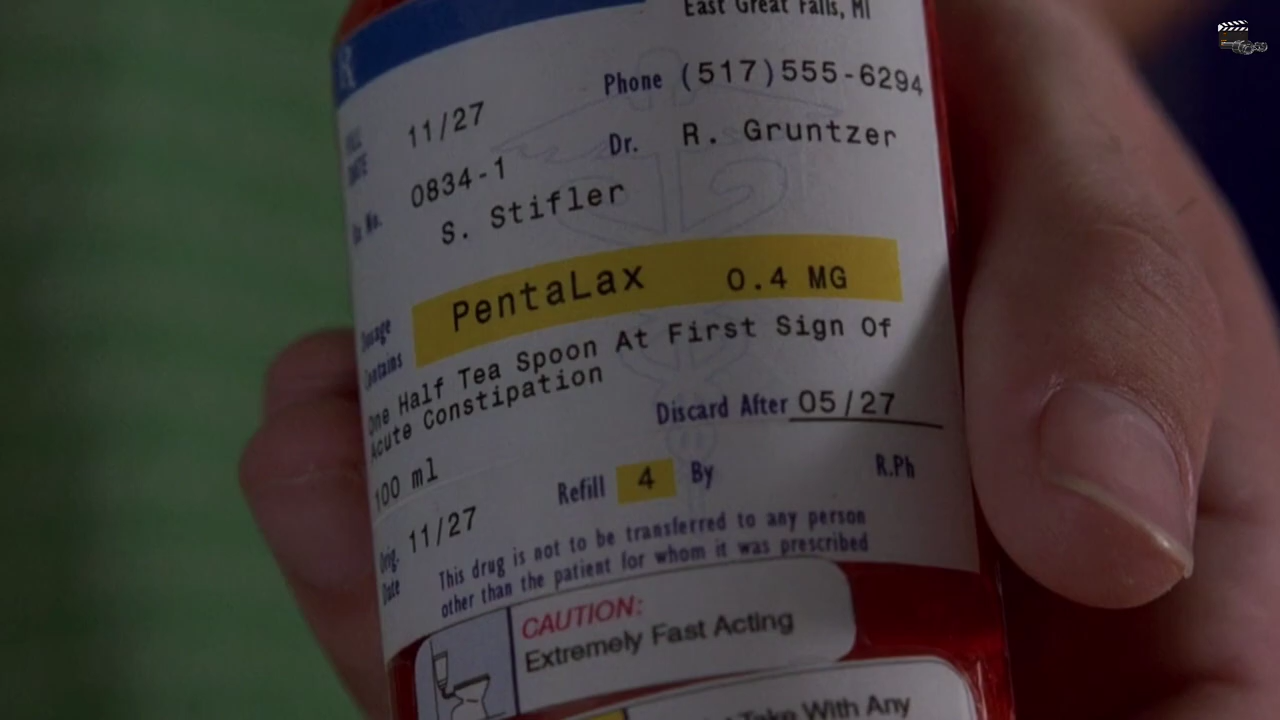 East Great Falls, MI
Phone (517)555-6294
11/27
Dr. R. Gruntzer
0834-1
S. Stifler
PentaLax 0.4 MG
One Half Tea Spoon At First Sign Of
Acute Constipation
Discard After 05/27
100 ml
Refill 4 By R.Ph
Orig. Date 11/27
This drug is not to be transferred to any person
other than the patient for whom it was prescribed
CAUTION:
Extremely Fast Acting
Take With Any